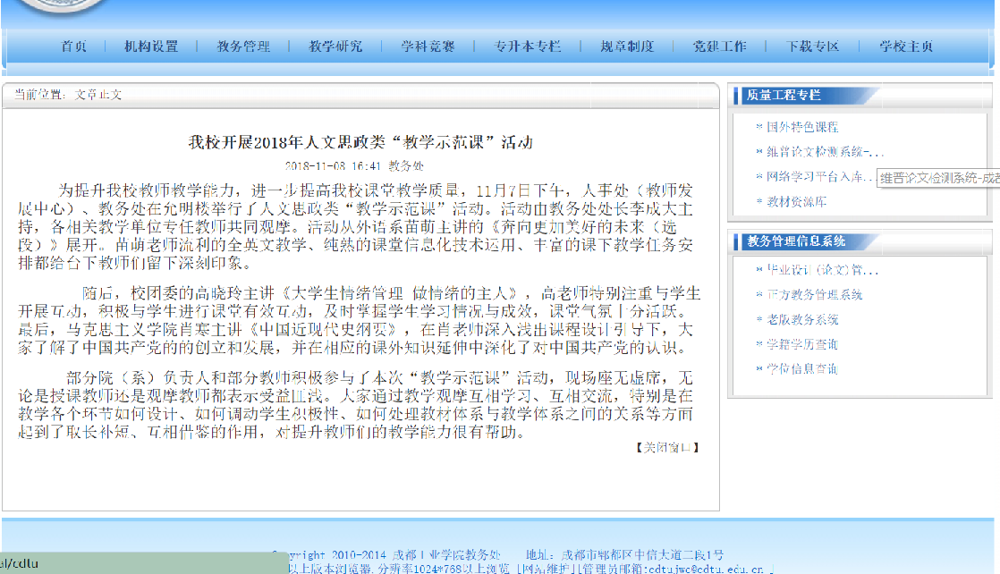 首页 | 机构设置 | 教务管理 | 教学研究 | 学科竞赛 | 专升本专栏 | 规章制度 | 党建工作 | 下载专区 | 学校主页
当前位置: 文章正文
我校开展2018年人文思政类“教学示范课”活动
2018-11-08 16:41 教务处
为提升我校教师教学能力，进一步提高我校课堂教学质量，11月7日下午，人事处（教师发
展中心）、教务处在允明楼举行了人文思政类“教学示范课”活动。活动由教务处处长李成大主
持，各相关教学单位专任教师共同观摩。活动从外语系苗萌主讲的《奔向更加美好的未来（选
段）》展开。苗萌老师流利的全英文教学、纯熟的课堂信息化技术运用、丰富的课下教学任务安
排都给台下教师们留下深刻印象。
随后，校团委的高晓玲主讲《大学生情绪管理 做情绪的主人》，高老师特别注重与学生
开展互动，积极与学生进行课堂有效互动，及时掌握学生学习情况与成效，课堂气氛十分活跃。
最后，马克思主义学院肖寒主讲《中国近现代史纲要》，在肖老师深入浅出课程设计引导下，大
家了解了中国共产党的的创立和发展，并在相应的课外知识延伸中深化了对中国共产党的认识。
部分院（系）负责人和部分教师积极参与了本次“教学示范课”活动，现场座无虚席，无
论是授课教师还是观摩教师都表示受益匪浅。大家通过教学观摩互相学习、互相交流，特别是在
教学各个环节如何设计、如何调动学生积极性、如何处理教材体系与教学体系之间的关系等方面
起到了取长补短、互相借鉴的作用，对提升教师们的教学能力很有帮助。
【关闭窗口】
质量工程专栏
* 国外特色课程
* 维普论文检测系统-...
* 网络学习平台入库...
维普论文检测系统-成都
* 教材资源库
教务管理信息系统
* 毕业设计(论文)管...
* 正方教务管理系统
* 老版教务系统
* 学籍学历查询
* 学位信息查询
Copyright 2010-2014 成都工业学院教务处 地址: 成都市郫都区中信大道二段1号
以上版本浏览器,分辨率1024*768以上浏览 [网站维护][管理员邮箱:cdtujwc@cdtu.edu.cn ]
al/cdtu